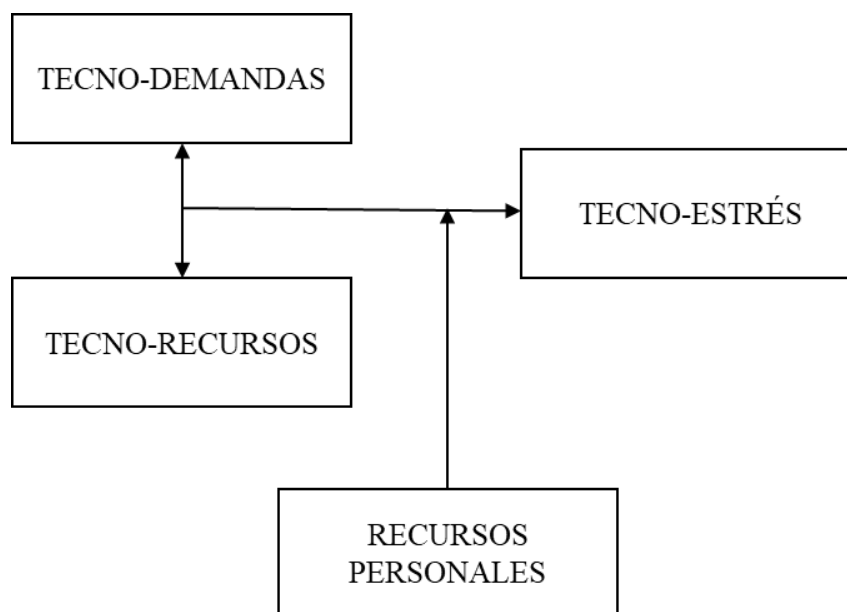 TECNO-DEMANDAS
TECNO-ESTRÉS
TECNO-RECURSOS
RECURSOS
PERSONALES